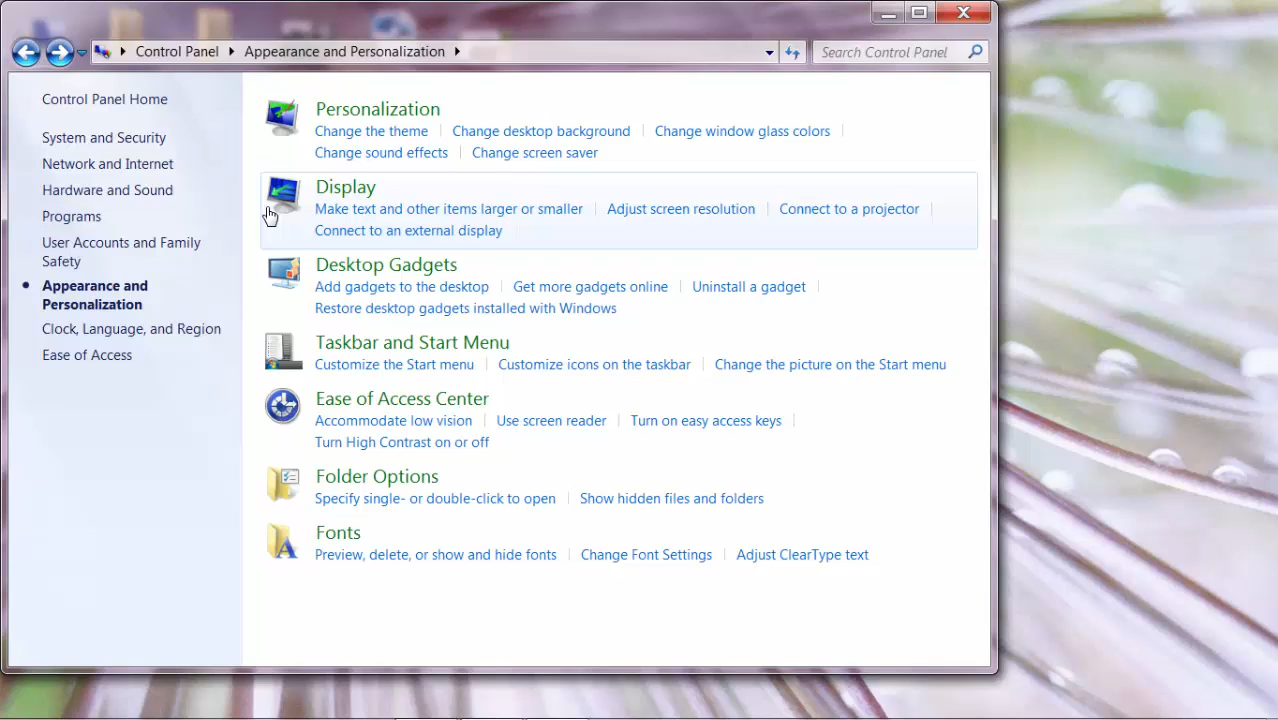 Control Panel Appearance and Personalization
Search Control Panel
Control Panel Home
System and Security
Network and Internet
Hardware and Sound
Programs
User Accounts and Family
Safety
Appearance and
Personalization
Clock, Language, and Region
Ease of Access
Personalization
Change the theme Change desktop background Change window glass colors
Change sound effects Change screen saver
Display
Make text and other items larger or smaller Adjust screen resolution Connect to a projector
Connect to an external display
Desktop Gadgets
Add gadgets to the desktop Get more gadgets online Uninstall a gadget
Restore desktop gadgets installed with Windows
Taskbar and Start Menu
Customize the Start menu Customize icons on the taskbar Change the picture on the Start menu
Ease of Access Center
Accommodate low vision Use screen reader Turn on easy access keys
Turn High Contrast on or off
Folder Options
Specify single- or double-click to open Show hidden files and folders
Fonts
Preview, delete, or show and hide fonts Change Font Settings Adjust ClearType text